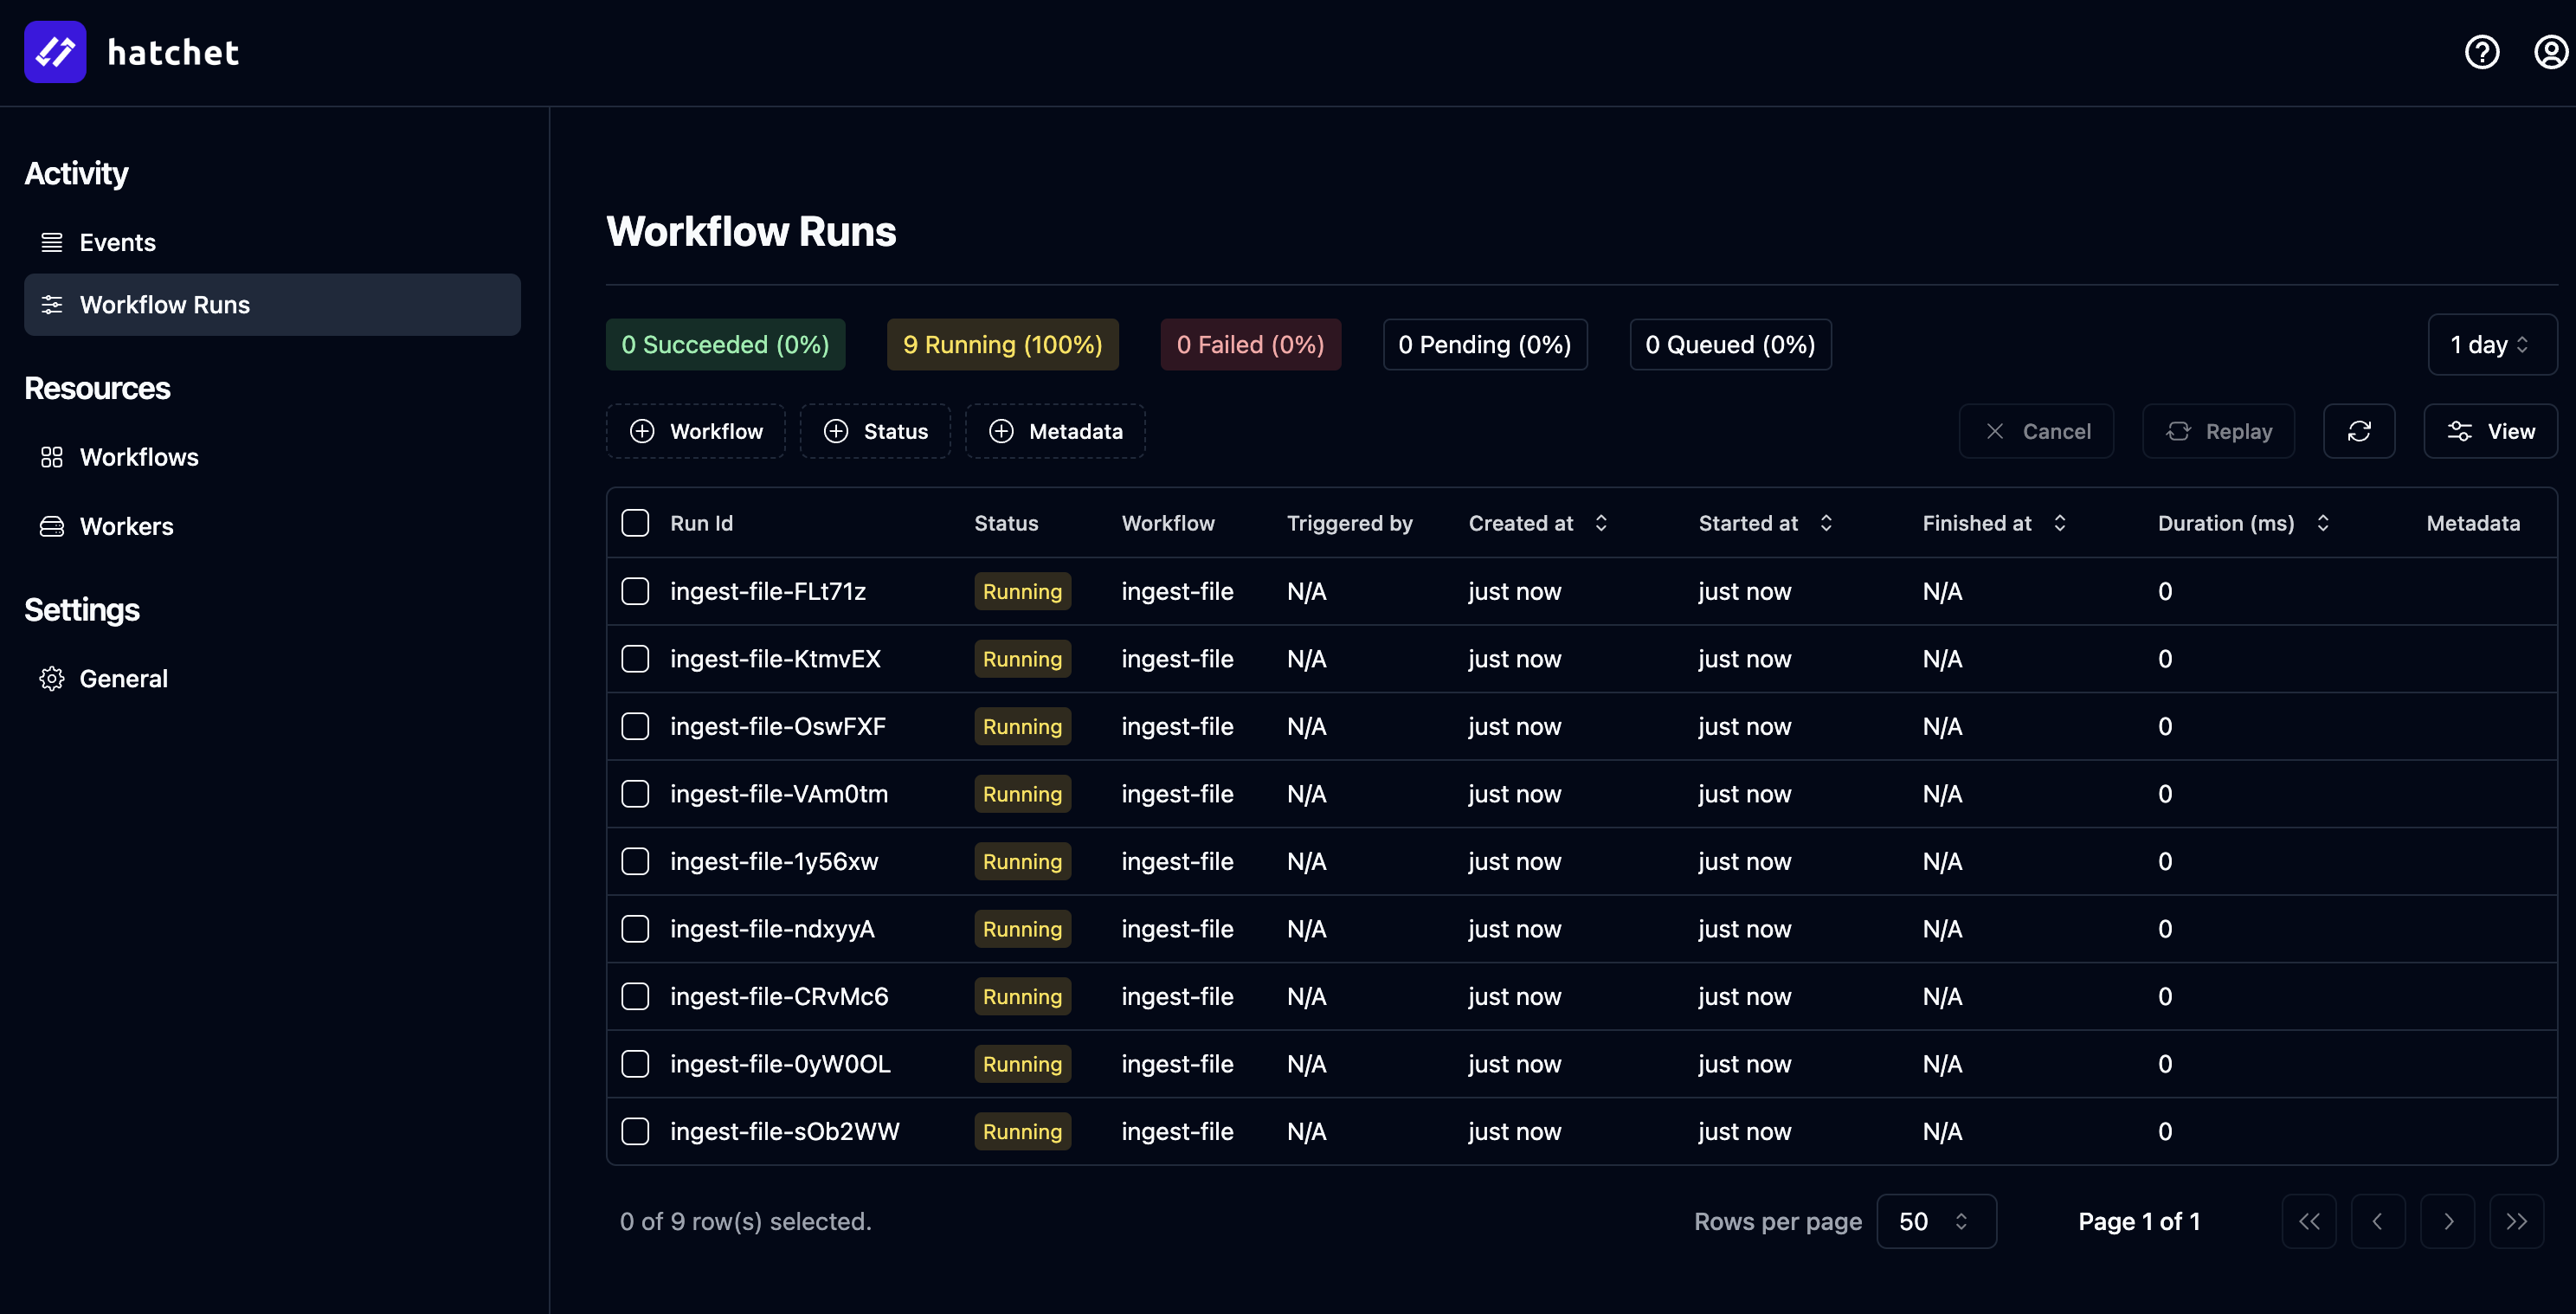 hatchet
Activity
Events
Workflow Runs
Resources
Workflows
Workers
Settings
General
Workflow Runs
0 Succeeded (0%) 9 Running (100%) 0 Failed (0%) 0 Pending (0%) 0 Queued (0%) 1 day
Workflow Status Metadata Cancel Replay View
Run Id Status Workflow Triggered by Created at Started at Finished at Duration (ms) Metadata
ingest-file-FLt71z Running ingest-file N/A just now just now N/A 0
ingest-file-KtmvEX Running ingest-file N/A just now just now N/A 0
ingest-file-OswFXF Running ingest-file N/A just now just now N/A 0
ingest-file-VAm0tm Running ingest-file N/A just now just now N/A 0
ingest-file-1y56xw Running ingest-file N/A just now just now N/A 0
ingest-file-ndxyyA Running ingest-file N/A just now just now N/A 0
ingest-file-CRvMc6 Running ingest-file N/A just now just now N/A 0
ingest-file-0yW0OL Running ingest-file N/A just now just now N/A 0
ingest-file-sOb2WW Running ingest-file N/A just now just now N/A 0
0 of 9 row(s) selected. Rows per page 50 Page 1 of 1